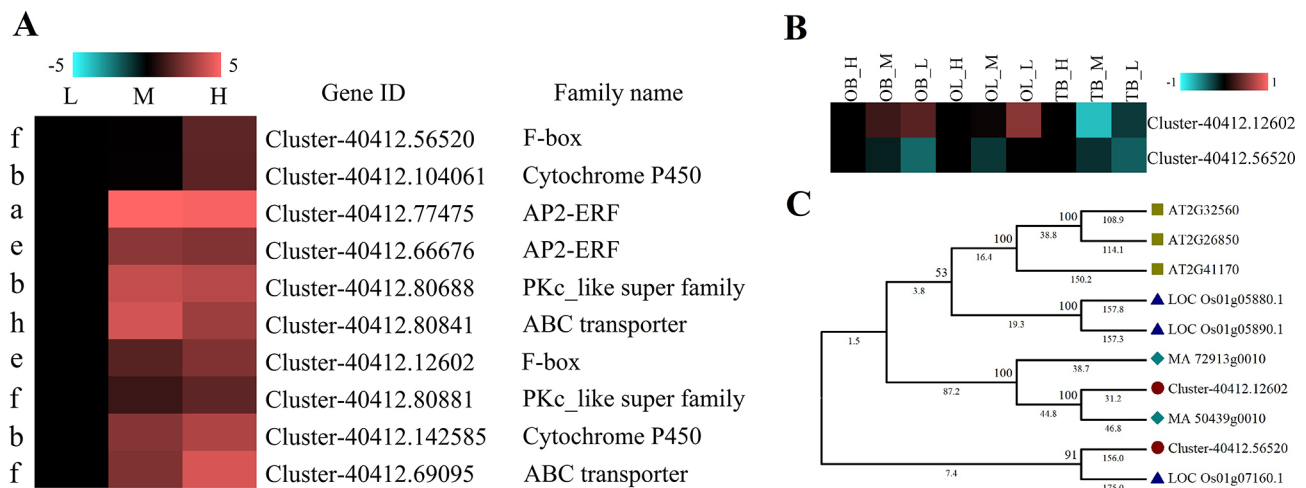 A
-5 5
L M H Gene ID Family name
f Cluster-40412.56520 F-box
b Cluster-40412.104061 Cytochrome P450
a Cluster-40412.77475 AP2-ERF
e Cluster-40412.66676 AP2-ERF
b Cluster-40412.80688 PKc_like super family
h Cluster-40412.80841 ABC transporter
e Cluster-40412.12602 F-box
f Cluster-40412.80881 PKc_like super family
b Cluster-40412.142585 Cytochrome P450
f Cluster-40412.69095 ABC transporter
B
OB_H OB_M OB_L OL_H OL_M OL_L TB_H TB_M TB_L
-1 1
Cluster-40412.12602
Cluster-40412.56520
C
100 108.9 AT2G32560
100 38.8 114.1 AT2G26850
53 16.4 150.2 AT2G41170
3.8 100 157.8 LOC Os01g05880.1
19.3 157.3 LOC Os01g05890.1
1.5 38.7 MA 72913g0010
100 100 31.2 Cluster-40412.12602
87.2 44.8 46.8 MA 50439g0010
91 156.0 Cluster-40412.56520
7.4 175.0 LOC Os01g07160.1